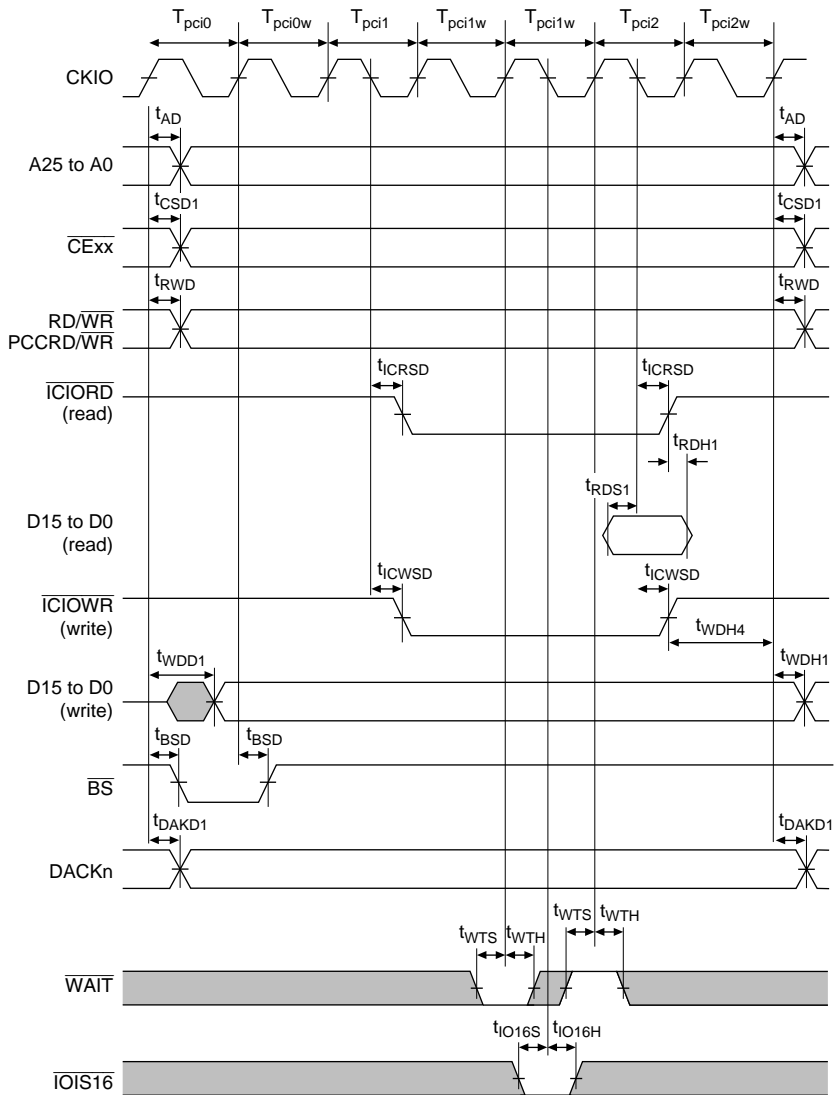 Tpci0 Tpci0w Tpci1 Tpci1w Tpci1w Tpci2 Tpci2w
CKIO
tAD tAD
A25 to A0
tCSD1 tCSD1
CExx
tRWD tRWD
RD/WR
PCCRD/WR
tICRSD tICRSD
ICIORD
(read)
tRDH1
tRDS1
D15 to D0
(read)
tICWSD tICWSD
ICIOWR
(write)
tWDH4
tWDD1 tWDH1
D15 to D0
(write)
tBSD tBSD
BS
tDAKD1 tDAKD1
DACKn
tWTS tWTH tWTS tWTH
WAIT
tIO16S tIO16H
IOIS16